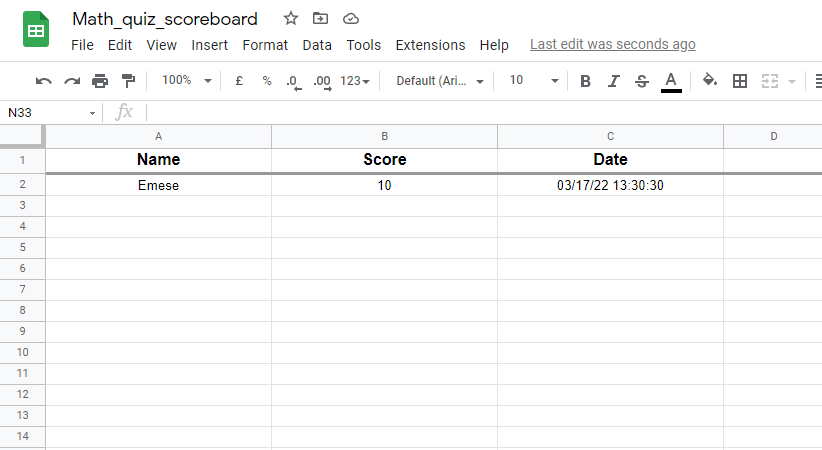 Math_quiz_scoreboard
File Edit View Insert Format Data Tools Extensions Help Last edit was seconds ago
100% £ % .0 .00 123 Default (Ari... 10 B I S A
N33 fx
A B C D
1 Name Score Date
2 Emese 10 03/17/22 13:30:30
3
4
5
6
7
8
9
10
11
12
13
14